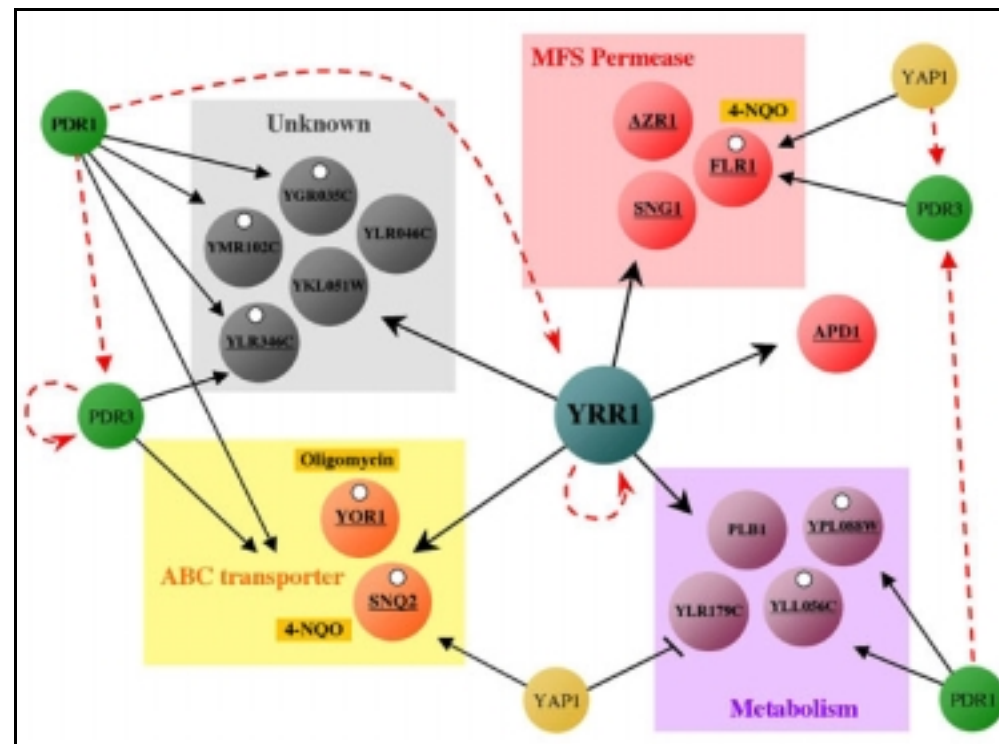 MFS Permease
YAP1
PDR1
Unknown
4-NQO
AZR1
FLR1
YGR035C
SNG1
PDR3
YMR102C
YLR046C
YKL051W
YLR346C
APD1
PDR3
YRR1
Oligomycin
YOR1
PLB1
YPL088W
ABC transporter
SNQ2
YLR179C
YLL056C
4-NQO
YAP1
PDR1
Metabolism